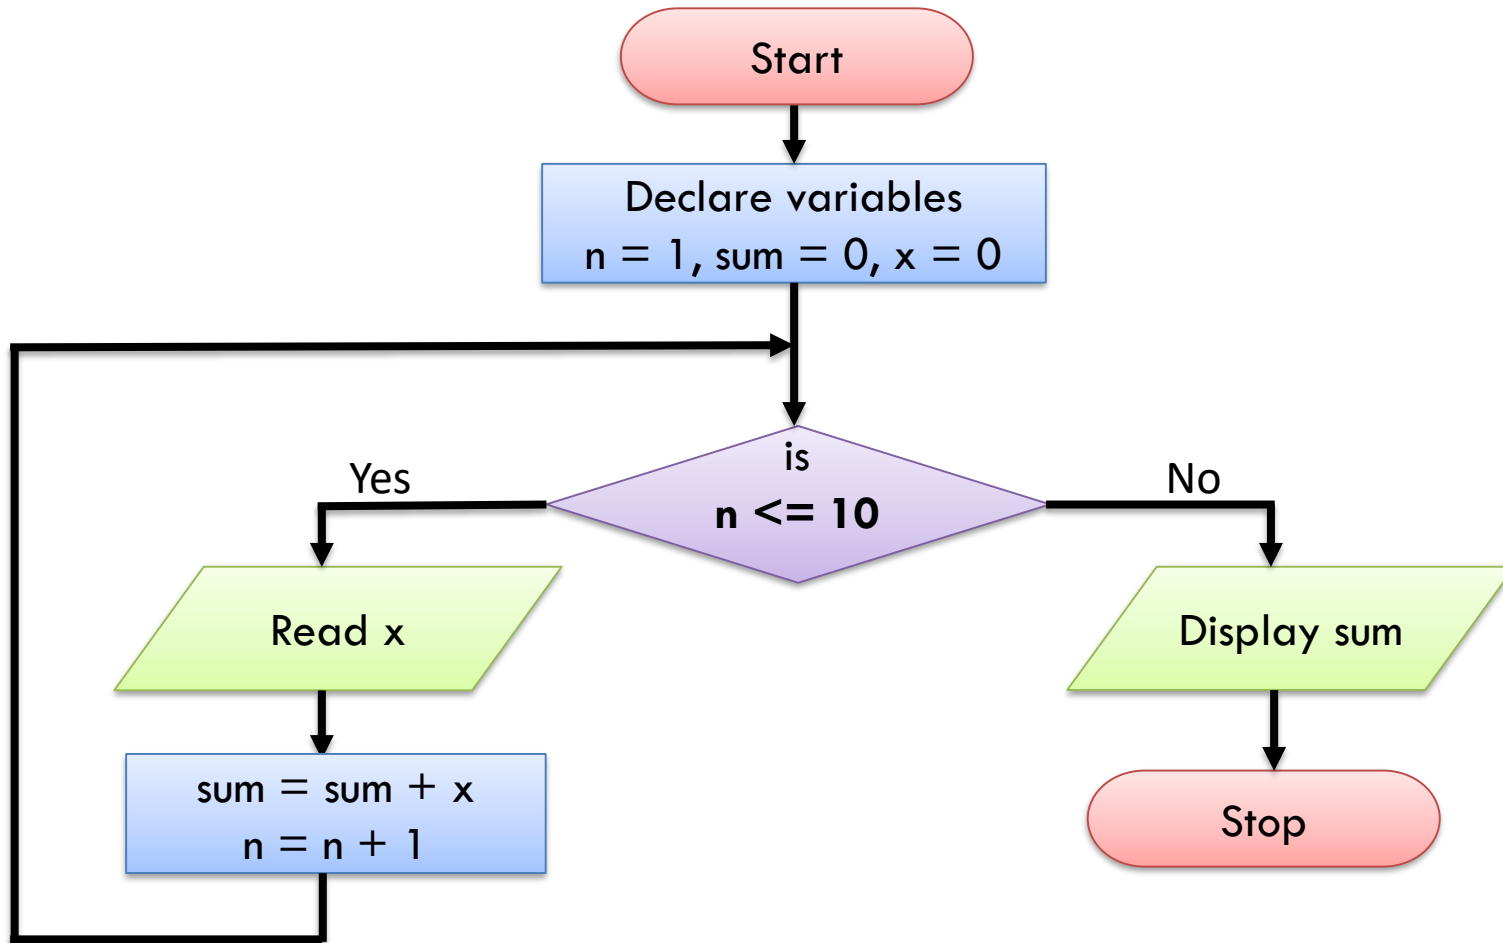 Start
Declare variables
n = 1, sum = 0, x = 0
is
n <= 10
Yes
No
Read x
Display sum
sum = sum + x
n = n + 1
Stop